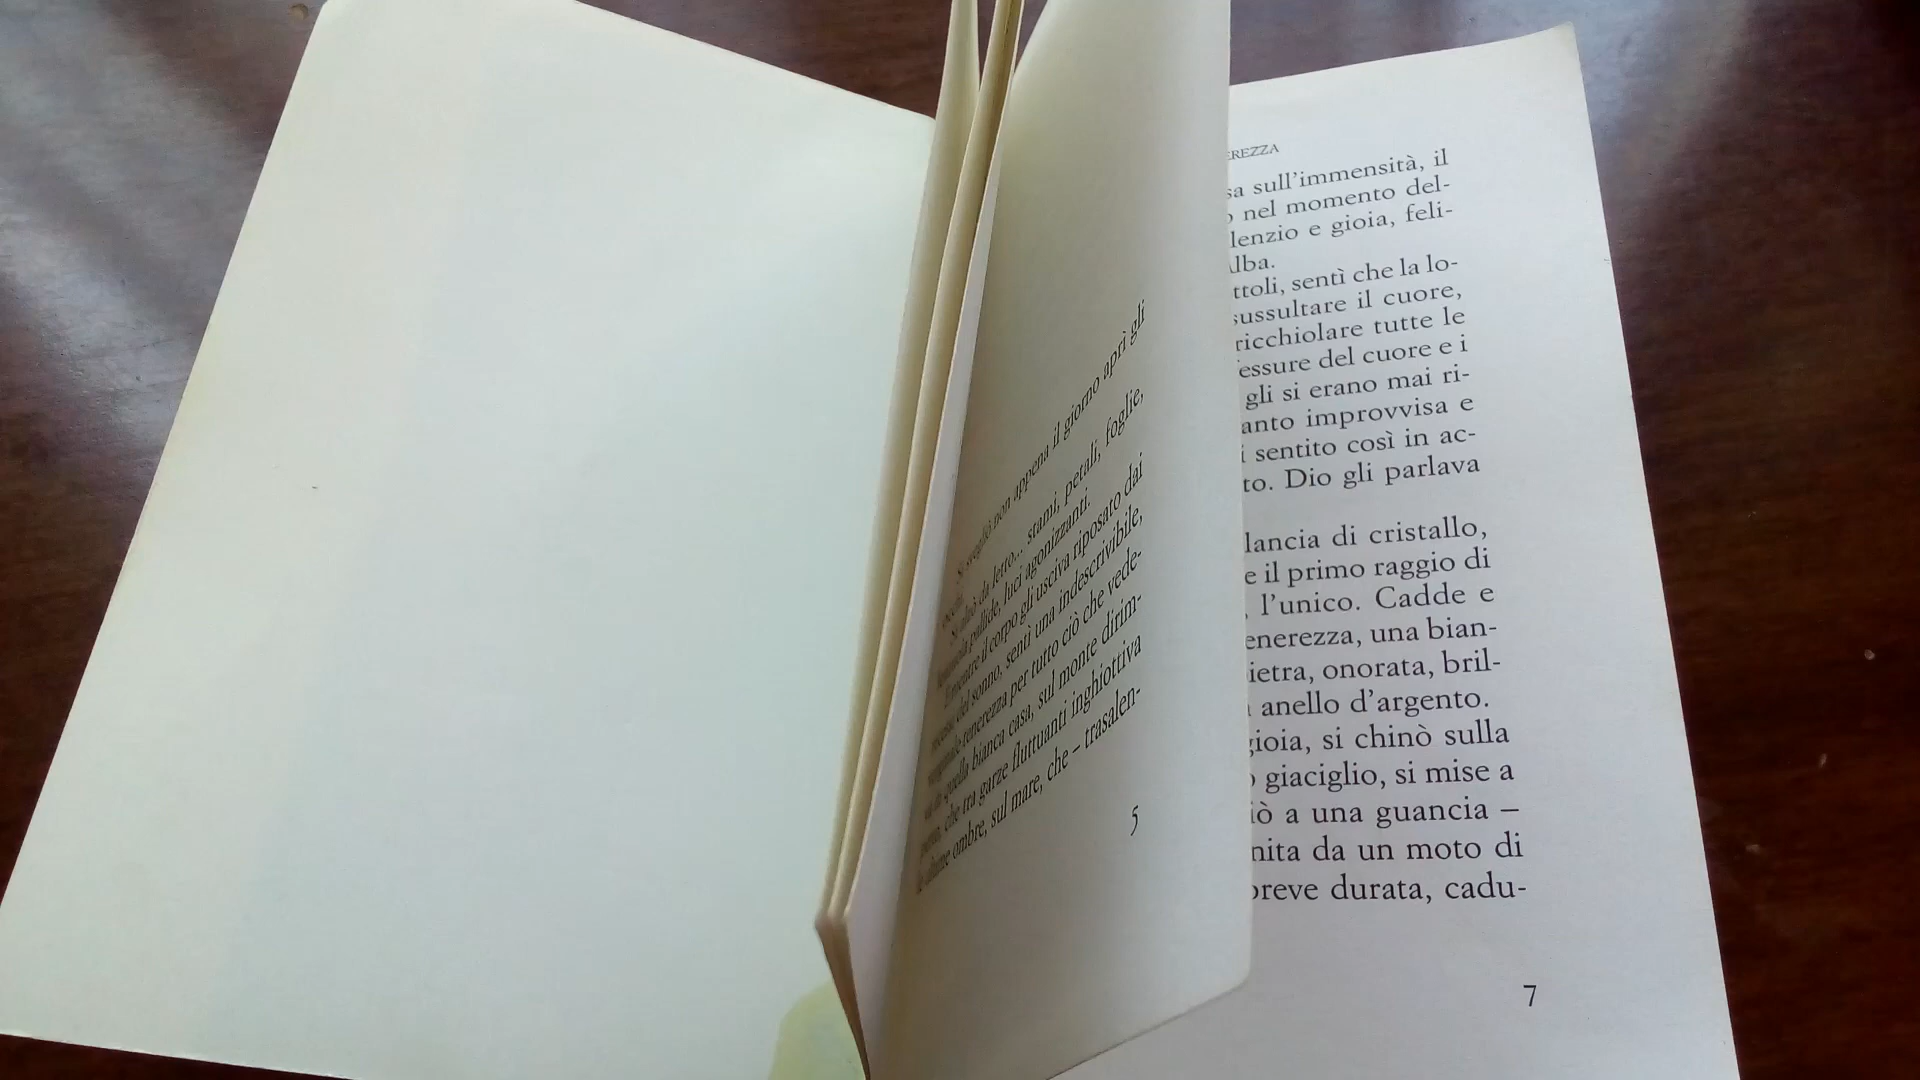 Si svegliò non appena il giorno aprì gli
occhi.
Si alzò da letto... stami, petali, foglie,
pallide, luci agonizzanti.
E mentre il corpo gli usciva riposato dai
recessi del sonno, sentì una indescrivibile,
tenerezza per tutto ciò che vede-
va da quella bianca casa, sul monte dirim-
petto, che tra garze fluttuanti inghiottiva
le ultime ombre, sul mare, che – trasalen-
5
EREZZA
sa sull'immensità, il
o nel momento del-
lenzio e gioia, feli-
Alba.
ttoli, sentì che la lo-
sussultare il cuore,
ricchiolare tutte le
essure del cuore e i
gli si erano mai ri-
anto improvvisa e
i sentito così in ac-
to. Dio gli parlava
lancia di cristallo,
e il primo raggio di
, l'unico. Cadde e
enerezza, una bian-
ietra, onorata, bril-
anello d'argento.
gioia, si chinò sulla
o giaciglio, si mise a
iò a una guancia –
nita da un moto di
breve durata, cadu-
7